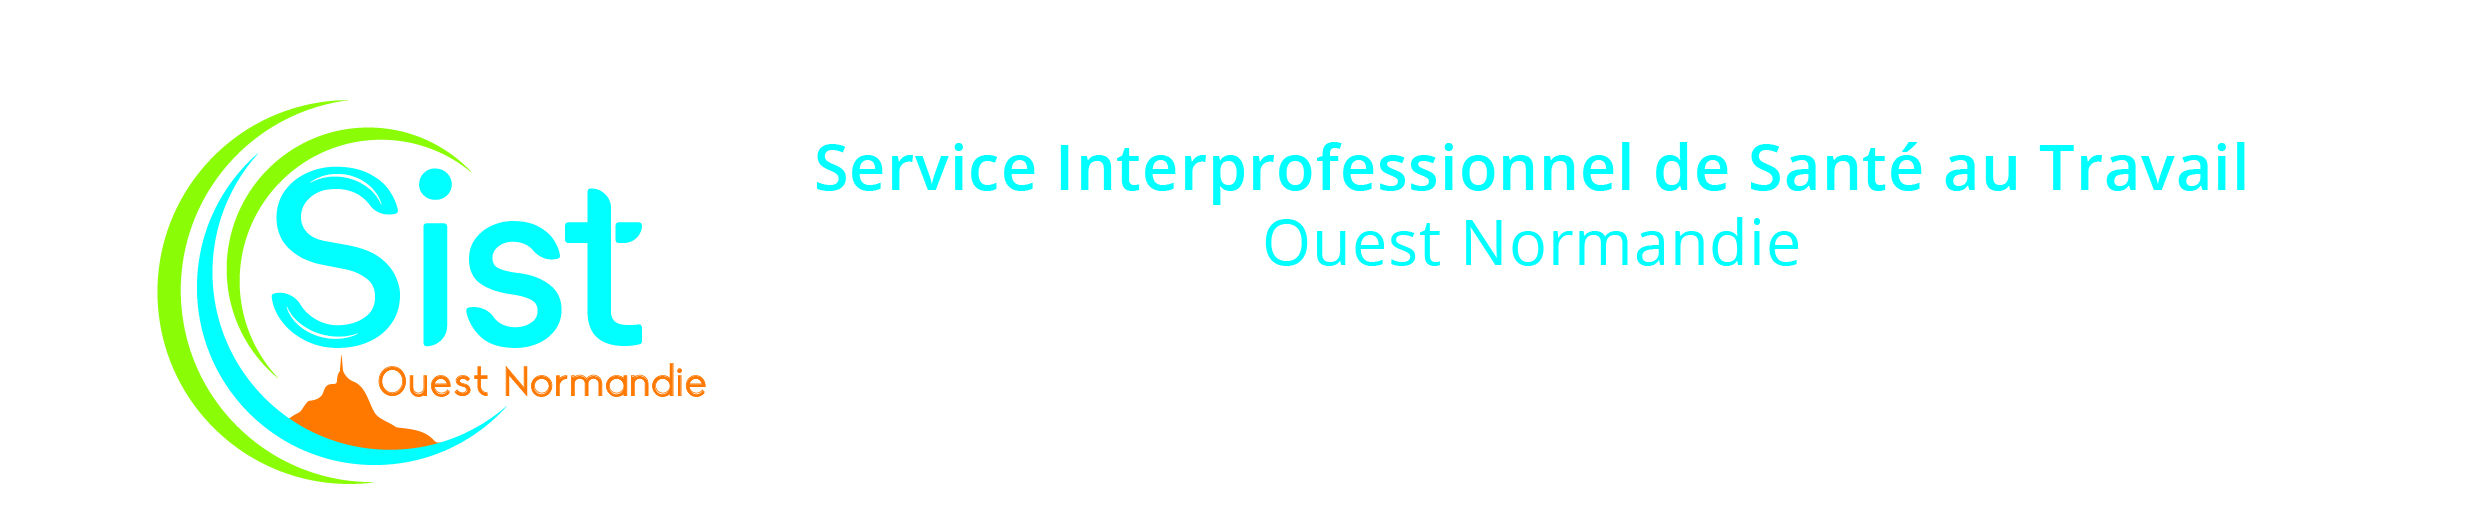 Sist
Ouest Normandie
Service Interprofessionnel de Santé au Travail
Ouest Normandie